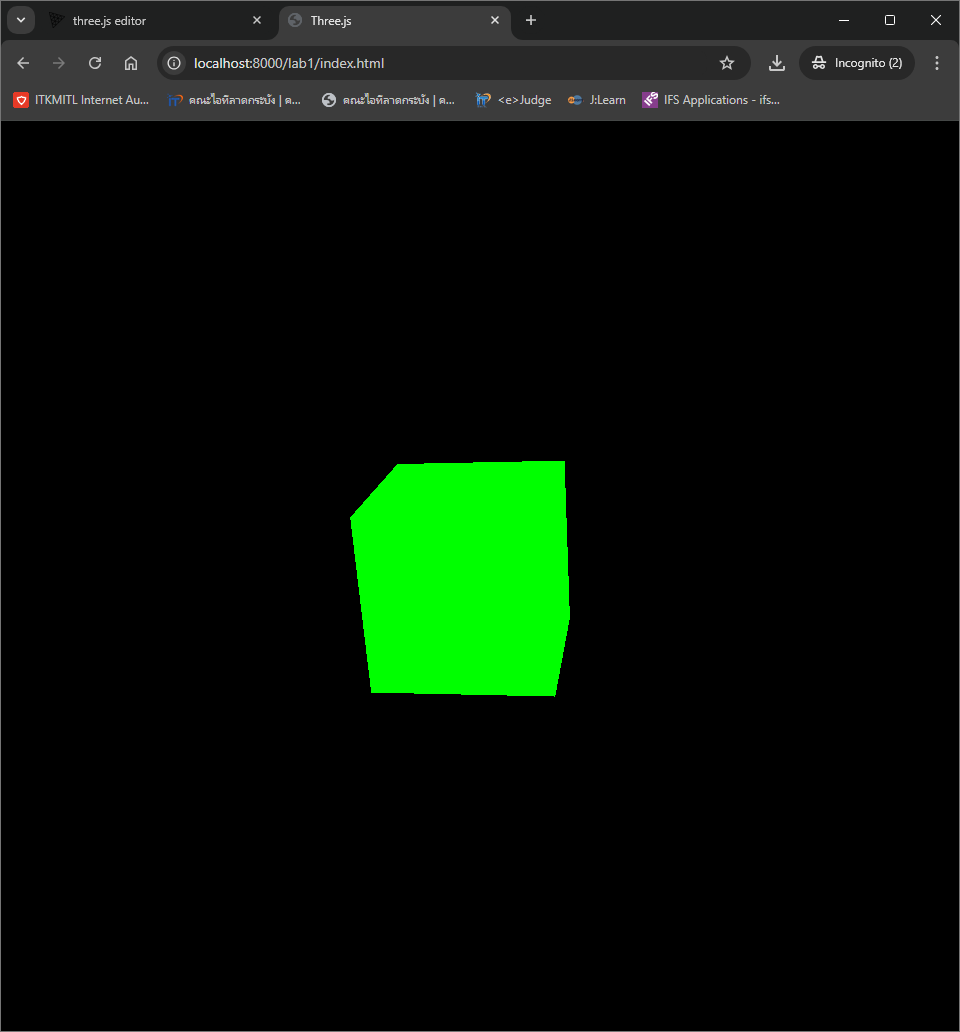 three.js editor
Three.js
localhost:8000/lab1/index.html
Incognito (2)
ITKMITL Internet Au...
คณะไอทีลาดกระบัง | ค...
คณะไอทีลาดกระบัง | ค...
<e>Judge
J:Learn
IFS Applications - ifs...